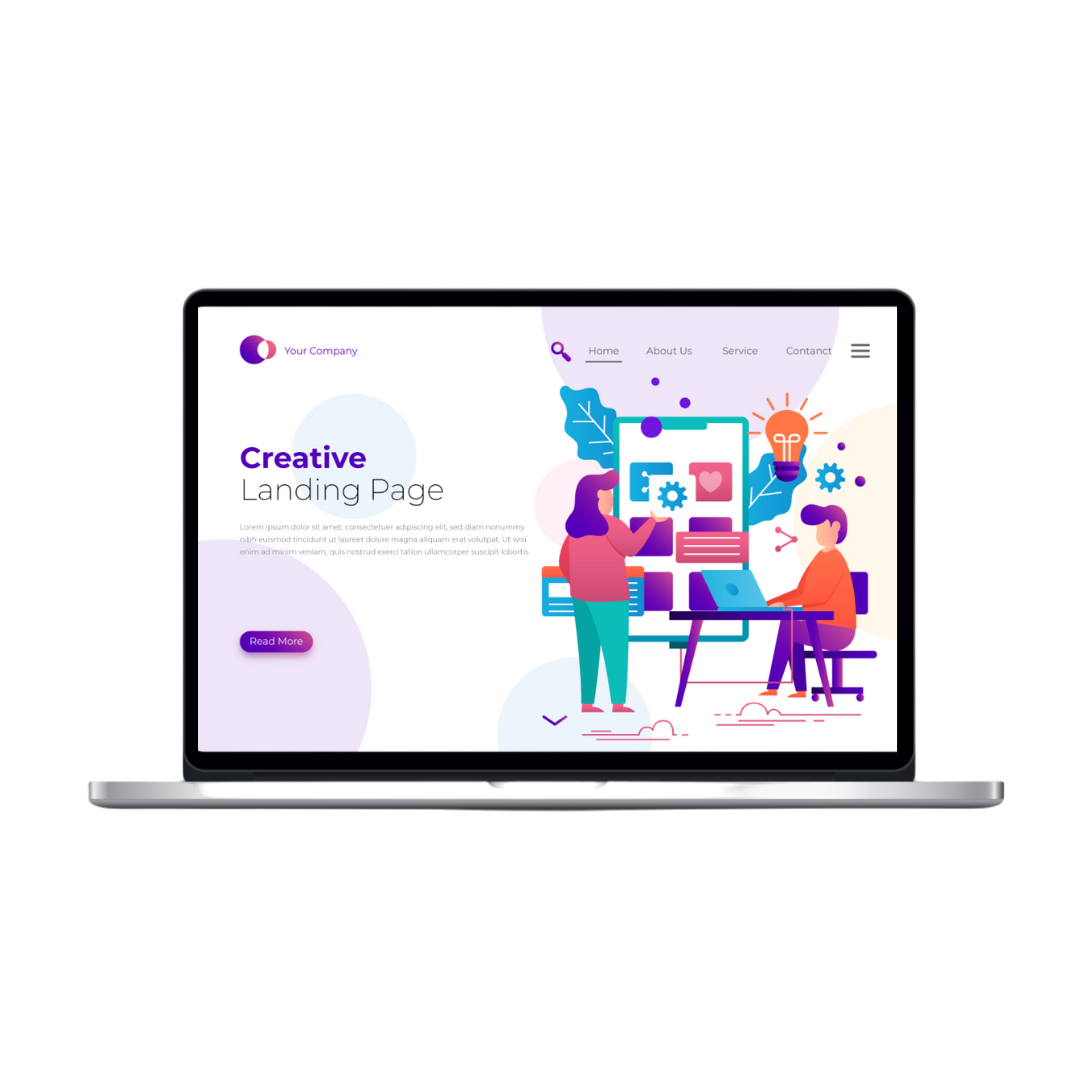 Your Company
Home About Us Service Contanct
Creative
Landing Page
Lorem ipsum dolor sit amet, consectetuer adipiscing elit, sed diam nonummy
nibh euismod tincidunt ut laoreet dolore magna aliquam erat volutpat. Ut wisi
enim ad minim veniam, quis nostrud exerci tation ullamcorper suscipit lobortis
Read More